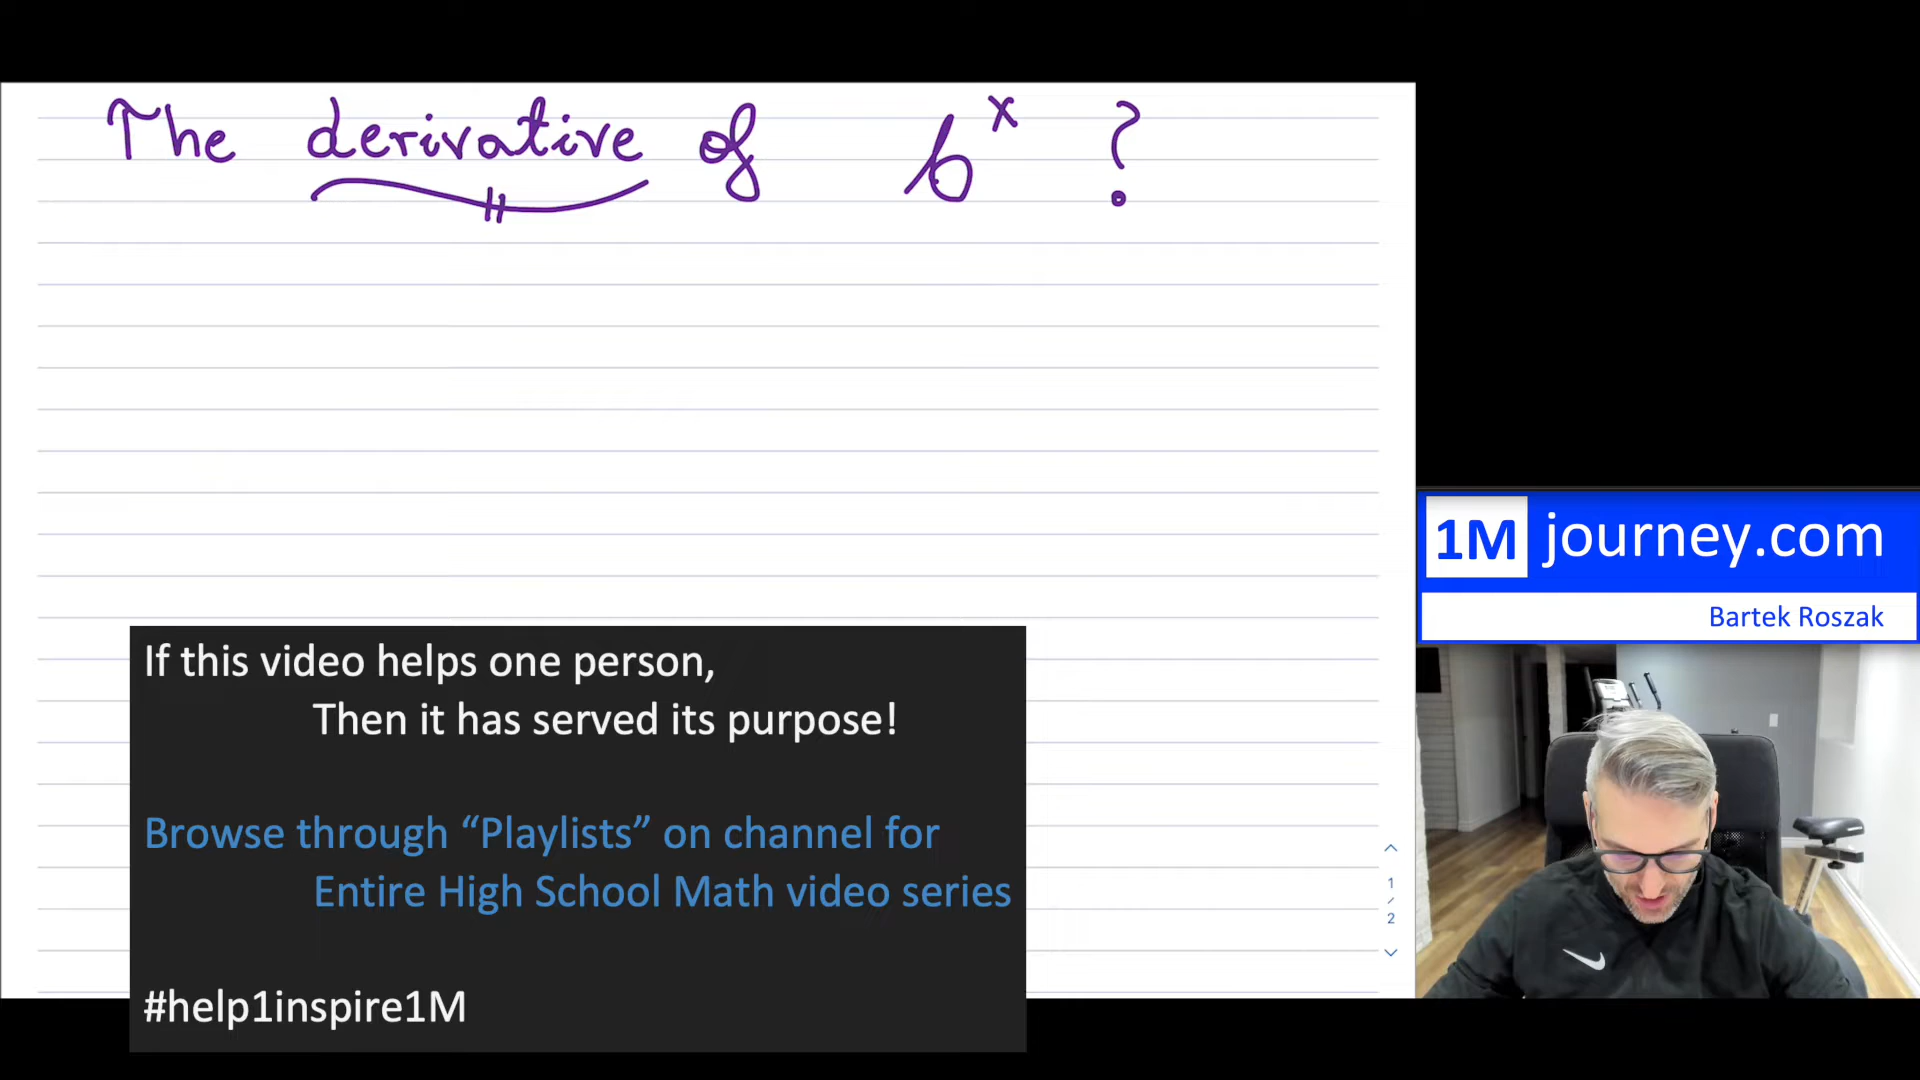 The derivative of b^x ?
1M journey.com
Bartek Roszak
If this video helps one person,
Then it has served its purpose!
Browse through “Playlists” on channel for
Entire High School Math video series
#help1inspire1M
1
/
2